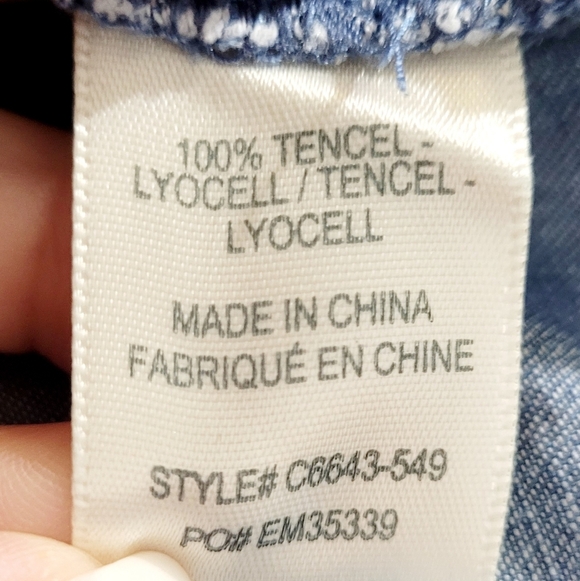 100% TENCEL -
LYOCELL / TENCEL -
LYOCELL
MADE IN CHINA
FABRIQUÉ EN CHINE
STYLE# C6643-549
PO# EM35339